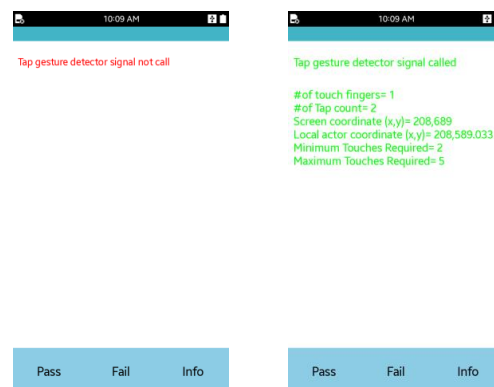 10:09 AM
Tap gesture detector signal not call
Pass Fail Info
10:09 AM
Tap gesture detector signal called
#of touch fingers= 1
#of Tap count= 2
Screen coordinate (x,y)= 208,689
Local actor coordinate (x,y)= 208,589.033
Minimum Touches Required= 2
Maximum Touches Required= 5
Pass Fail Info